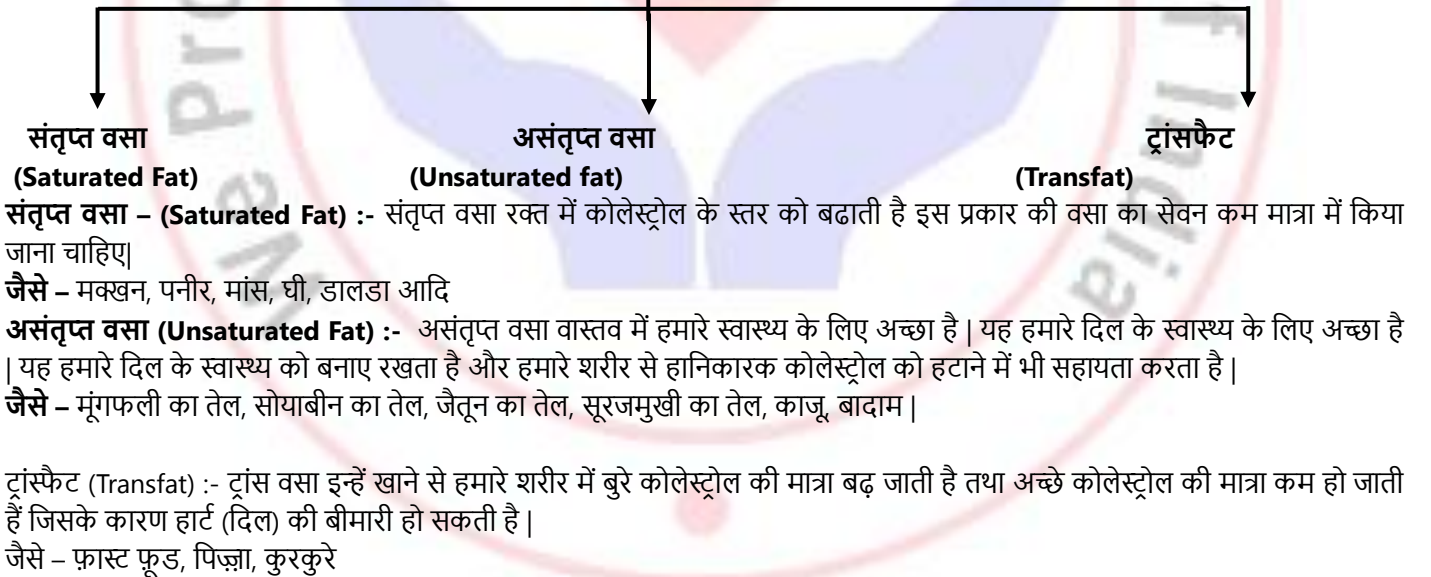 संतृप्त वसा असंतृप्त वसा ट्रांसफैट
(Saturated Fat) (Unsaturated fat) (Transfat)
संतृप्त वसा – (Saturated Fat) :- संतृप्त वसा रक्त में कोलेस्ट्रोल के स्तर को बढाती है इस प्रकार की वसा का सेवन कम मात्रा में किया
जाना चाहिए|
जैसे – मक्खन, पनीर, मांस, घी, डालडा आदि
असंतृप्त वसा (Unsaturated Fat) :- असंतृप्त वसा वास्तव में हमारे स्वास्थ्य के लिए अच्छा है | यह हमारे दिल के स्वास्थ्य के लिए अच्छा है
| यह हमारे दिल के स्वास्थ्य को बनाए रखता है और हमारे शरीर से हानिकारक कोलेस्ट्रोल को हटाने में भी सहायता करता है |
जैसे – मूंगफली का तेल, सोयाबीन का तेल, जैतून का तेल, सूरजमुखी का तेल, काजू, बादाम |
ट्रांस्फैट (Transfat) :- ट्रांस वसा इन्हें खाने से हमारे शरीर में बुरे कोलेस्ट्रोल की मात्रा बढ़ जाती है तथा अच्छे कोलेस्ट्रोल की मात्रा कम हो जाती
हैं जिसके कारण हार्ट (दिल) की बीमारी हो सकती है |
जैसे – फ़ास्ट फ़ूड, पिज़्ज़ा, कुरकुरे
We Pro
f India